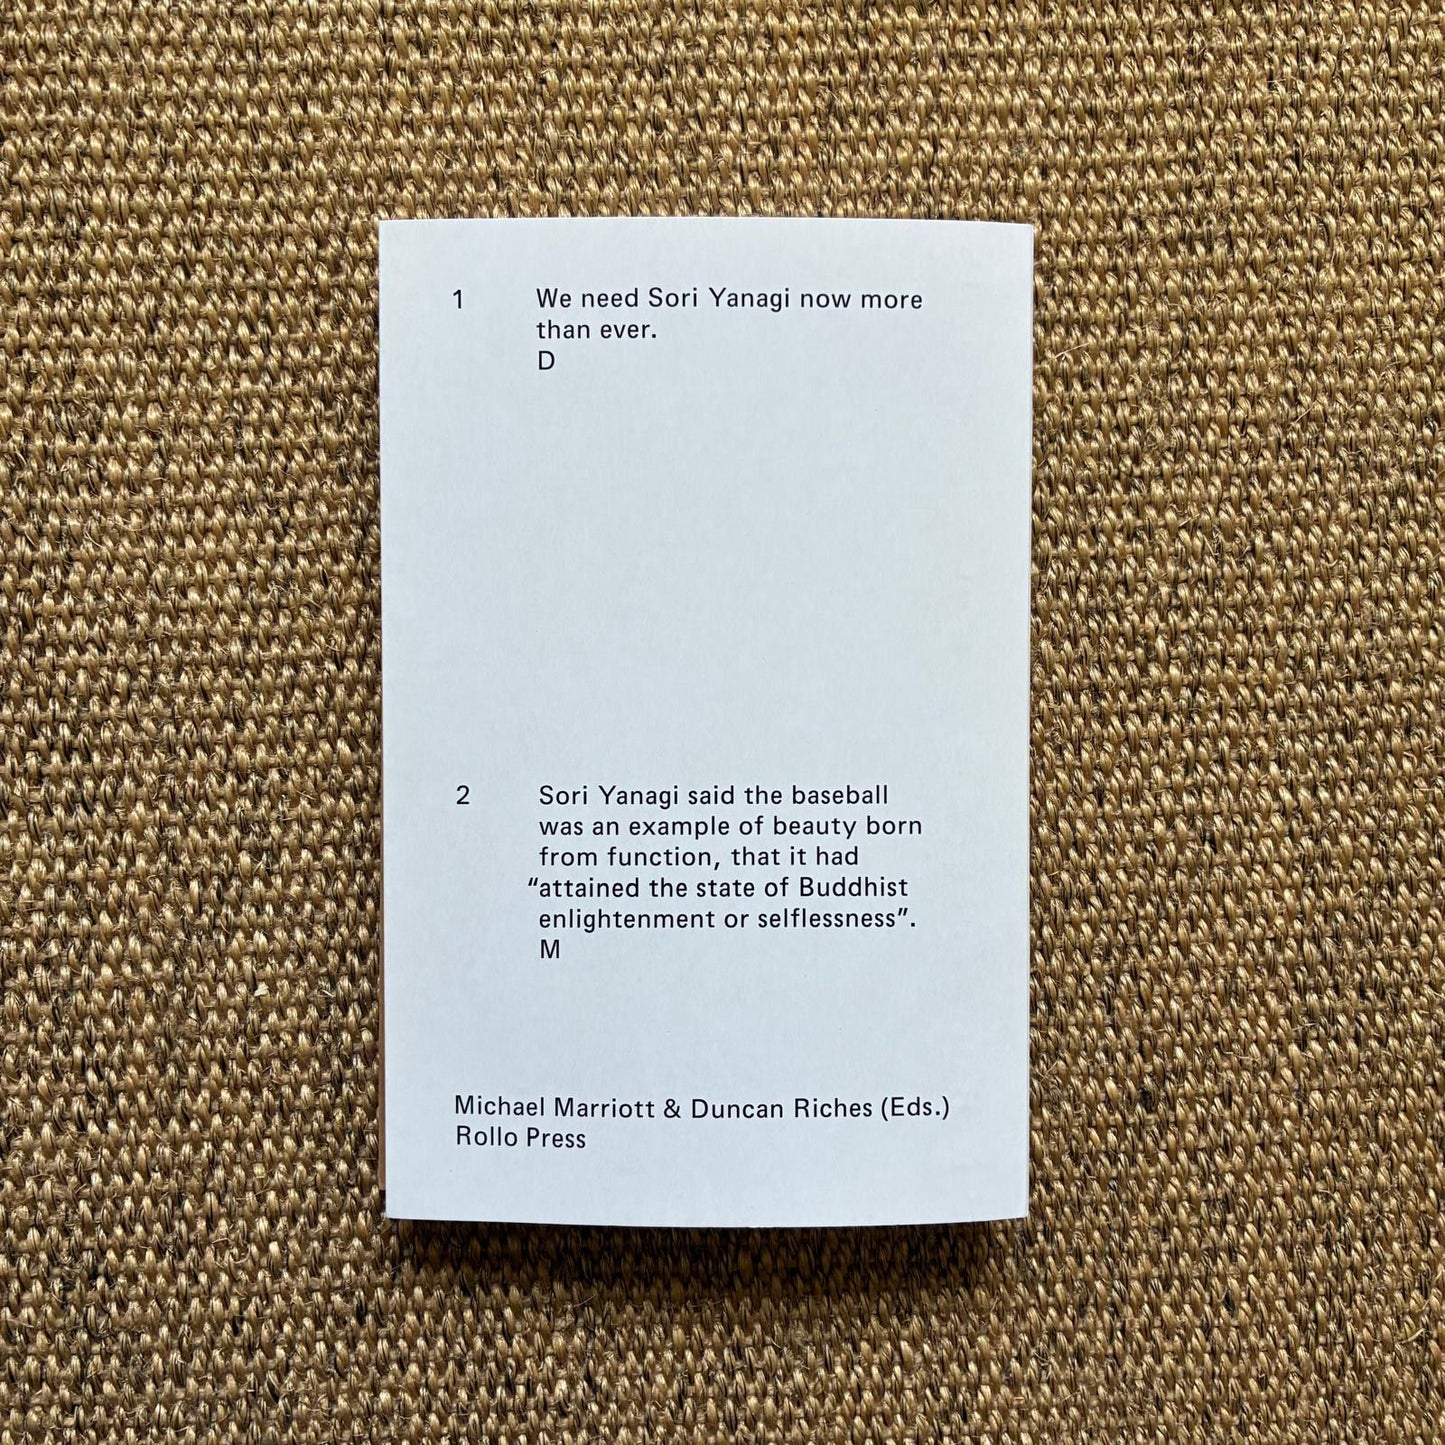 1 We need Sori Yanagi now more
than ever.
D
2 Sori Yanagi said the baseball
was an example of beauty born
from function, that it had
“attained the state of Buddhist
enlightenment or selflessness”.
M
Michael Marriott & Duncan Riches (Eds.)
Rollo Press